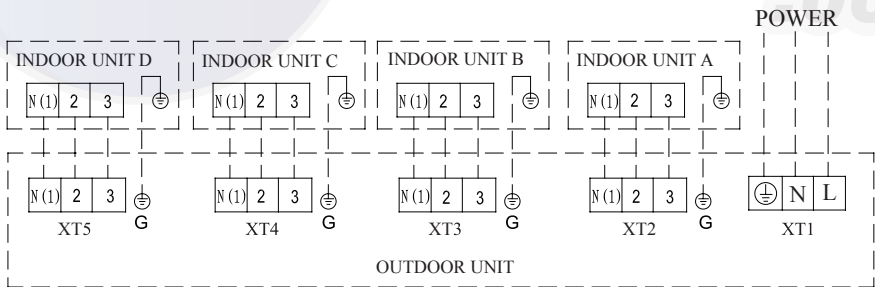 POWER
INDOOR UNIT D INDOOR UNIT C INDOOR UNIT B INDOOR UNIT A
N(1) 2 3 N(1) 2 3 N(1) 2 3 N(1) 2 3
N(1) 2 3 N(1) 2 3 N(1) 2 3 N(1) 2 3 N L
G G G G
XT5 XT4 XT3 XT2 XT1
OUTDOOR UNIT